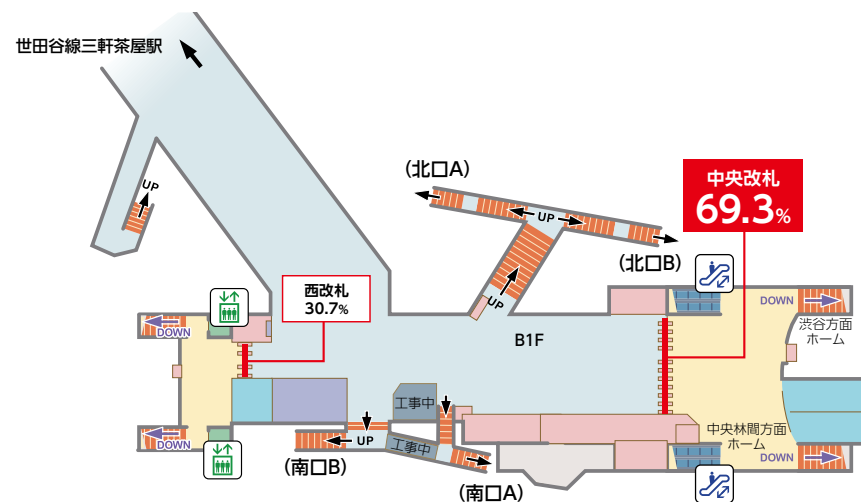 世田谷線三軒茶屋駅
UP
(北口A)
UP
(北口B)
UP
中央改札
69.3%
西改札
30.7%
B1F
DOWN
DOWN
渋谷方面
ホーム
工事中
工事中
UP
(南口B)
(南口A)
DOWN
中央林間方面
ホーム
DOWN